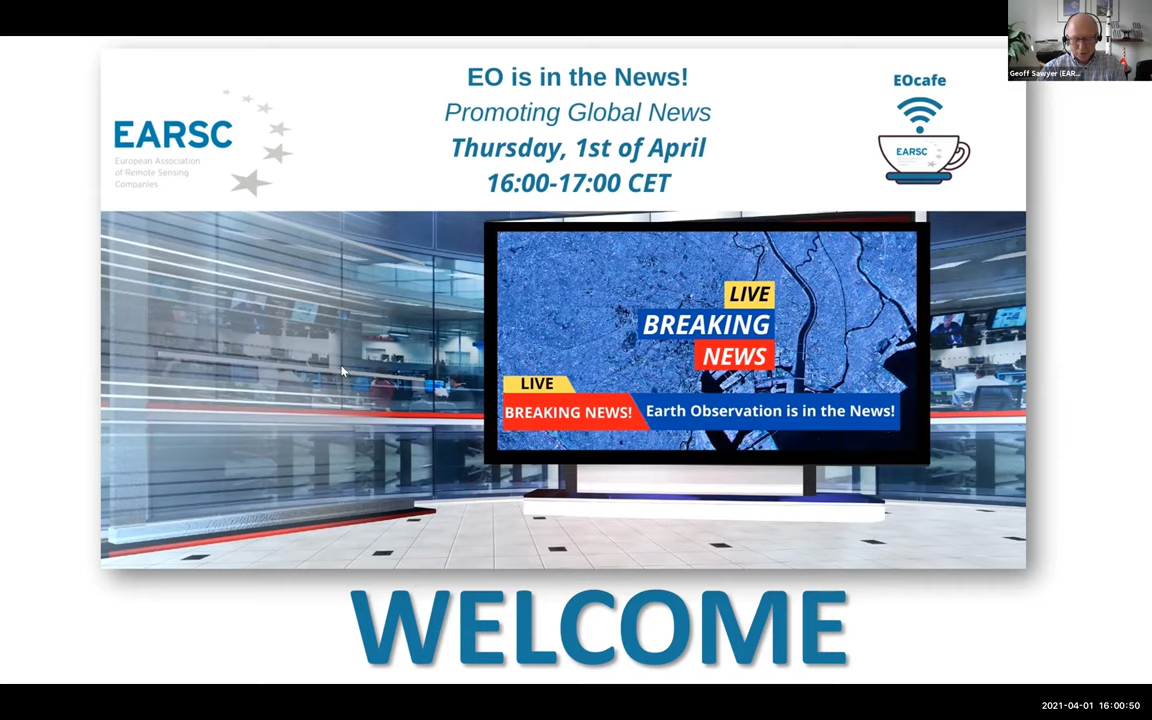 EO is in the News!
Promoting Global News
Thursday, 1st of April
16:00-17:00 CET
EARSC
European Association
of Remote Sensing
Companies
EOcafe
EARSC
Geoff Sawyer (EAR...
LIVE
BREAKING
NEWS
LIVE
BREAKING NEWS!
Earth Observation is in the News!
WELCOME
2021-04-01 16:00:50